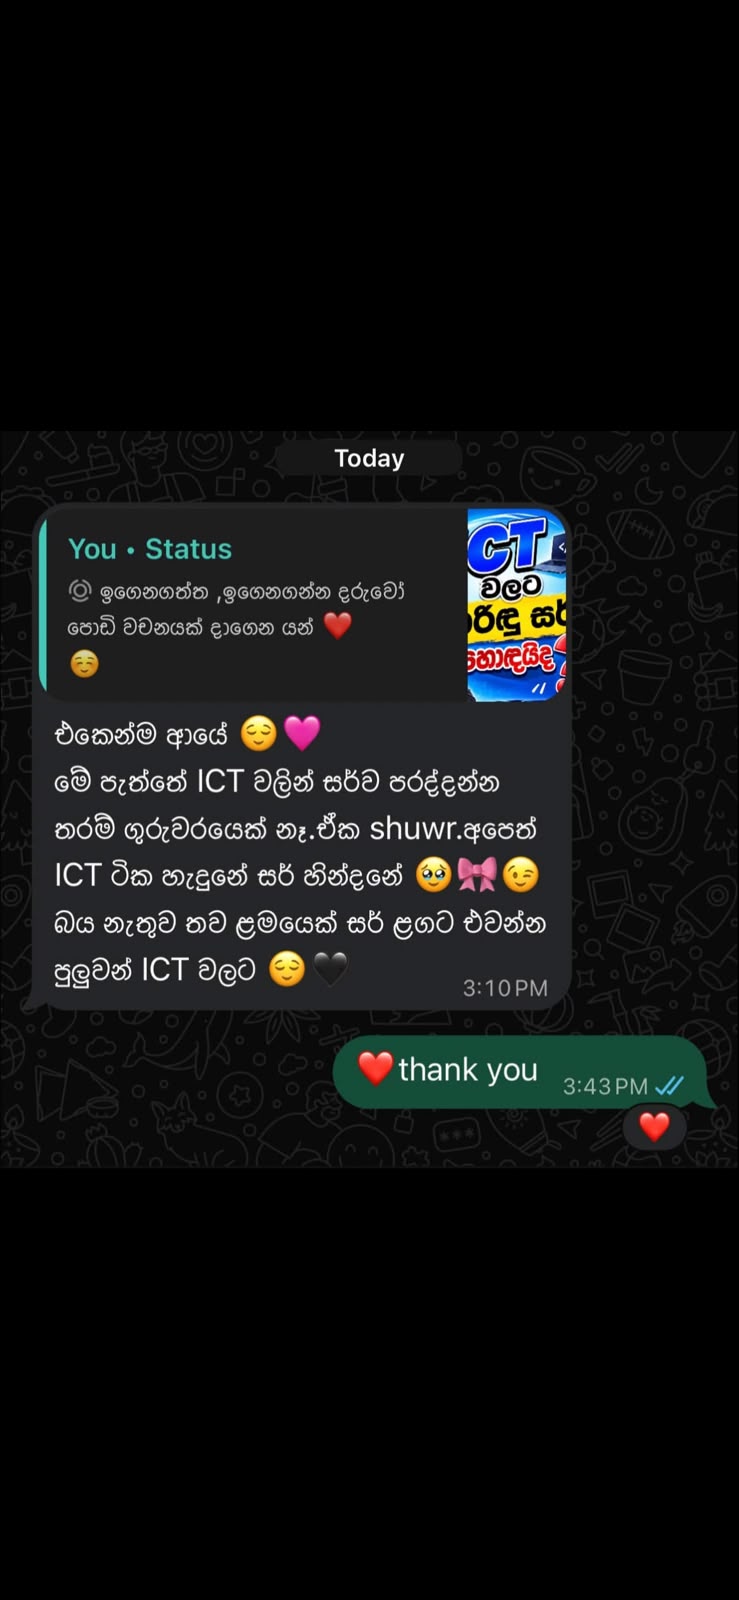 Today
You • Status
ඉගෙනගත්ත ,ඉගෙනගන්න දරුවෝ
පොඩි වචනයක් දාගෙන යන් ❤️
☺️
CT
වලට
රිඳු සර්
හොඳයිද
එකෙන්ම ආයේ 😌🩷
මේ පැත්තේ ICT වලින් සර්ව පරද්දන්න
තරම් ගුරුවරයෙක් නෑ.ඒක shuwr.අපෙත්
ICT ටික හැදුනේ සර් හින්දනේ 🥹🎀😉
බය නැතුව තව ළමයෙක් සර් ළගට එවන්න
පුලුවන් ICT වලට 😌🖤
3:10 PM
❤️thank you
3:43 PM
❤️